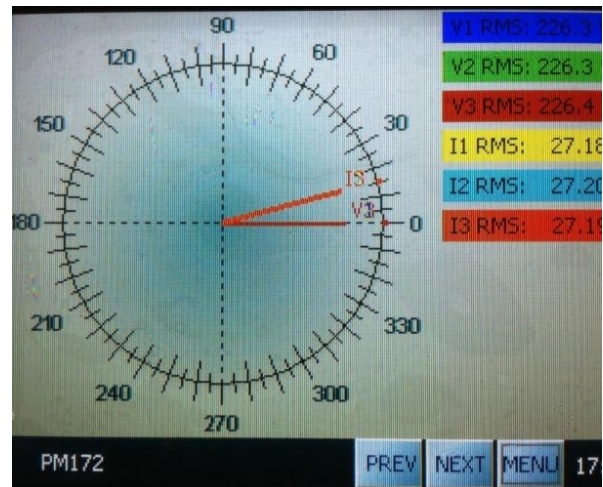 90
120
60
150
30
180
0
210
330
240
300
270
I3
V3
V1 RMS: 226.3
V2 RMS: 226.3
V3 RMS: 226.4
I1 RMS: 27.18
I2 RMS: 27.20
I3 RMS: 27.19
PM172
PREV NEXT MENU 17: